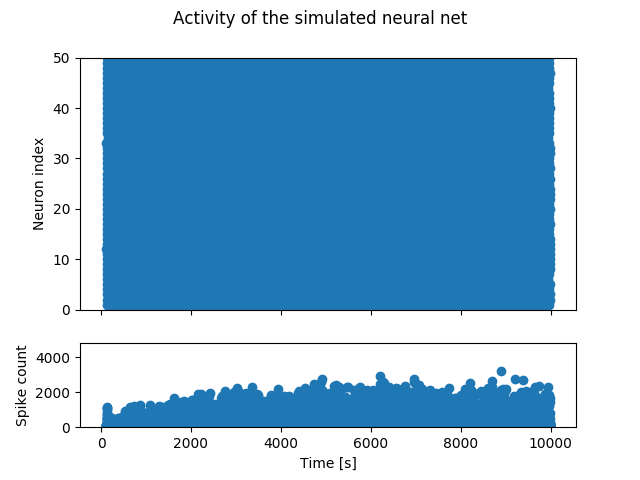 Activity of the simulated neural net
50
40
30
20
10
0
Neuron index
4000
2000
0
Spike count
0 2000 4000 6000 8000 10000
Time [s]